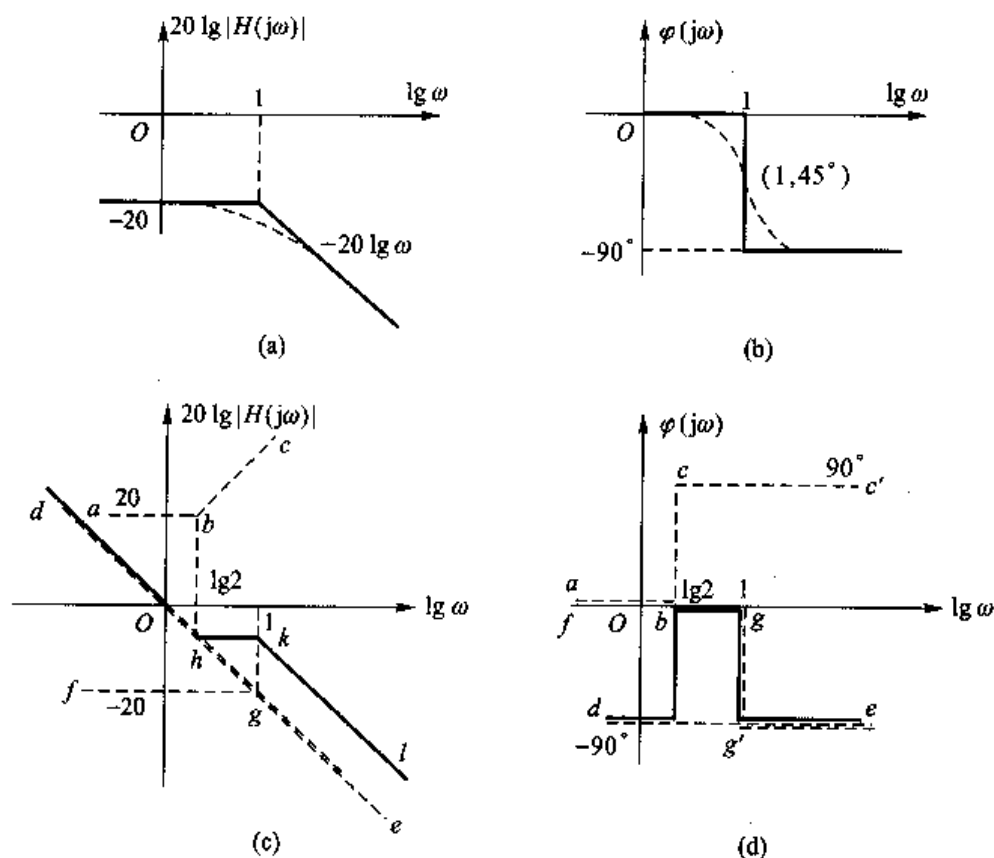 20 lg |H(jω)|
1
lg ω
O
−20
−20 lg ω
(a)
φ(jω)
1
lg ω
O
(1,45°)
−90°
(b)
20 lg |H(jω)|
c
d
a
20
b
lg2
O
1
lg ω
h
k
f
−20
g
l
e
(c)
φ(jω)
c
90°
c′
a
lg2
1
f
O
b
g
lg ω
d
e
−90°
g′
(d)